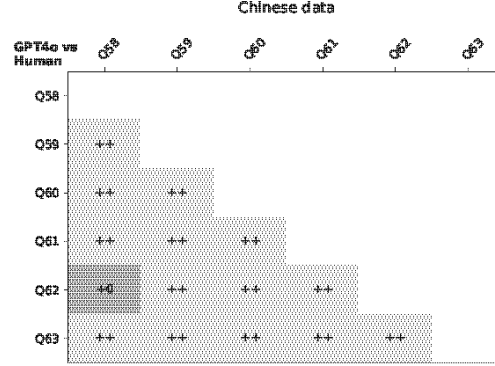 Chinese data
GPT4o vs
Human
Q58 Q59 Q60 Q61 Q62 Q63
Q58
Q59 ++
Q60 ++ ++
Q61 ++ ++ ++
Q62 +0 ++ ++ ++
Q63 ++ ++ ++ ++ ++